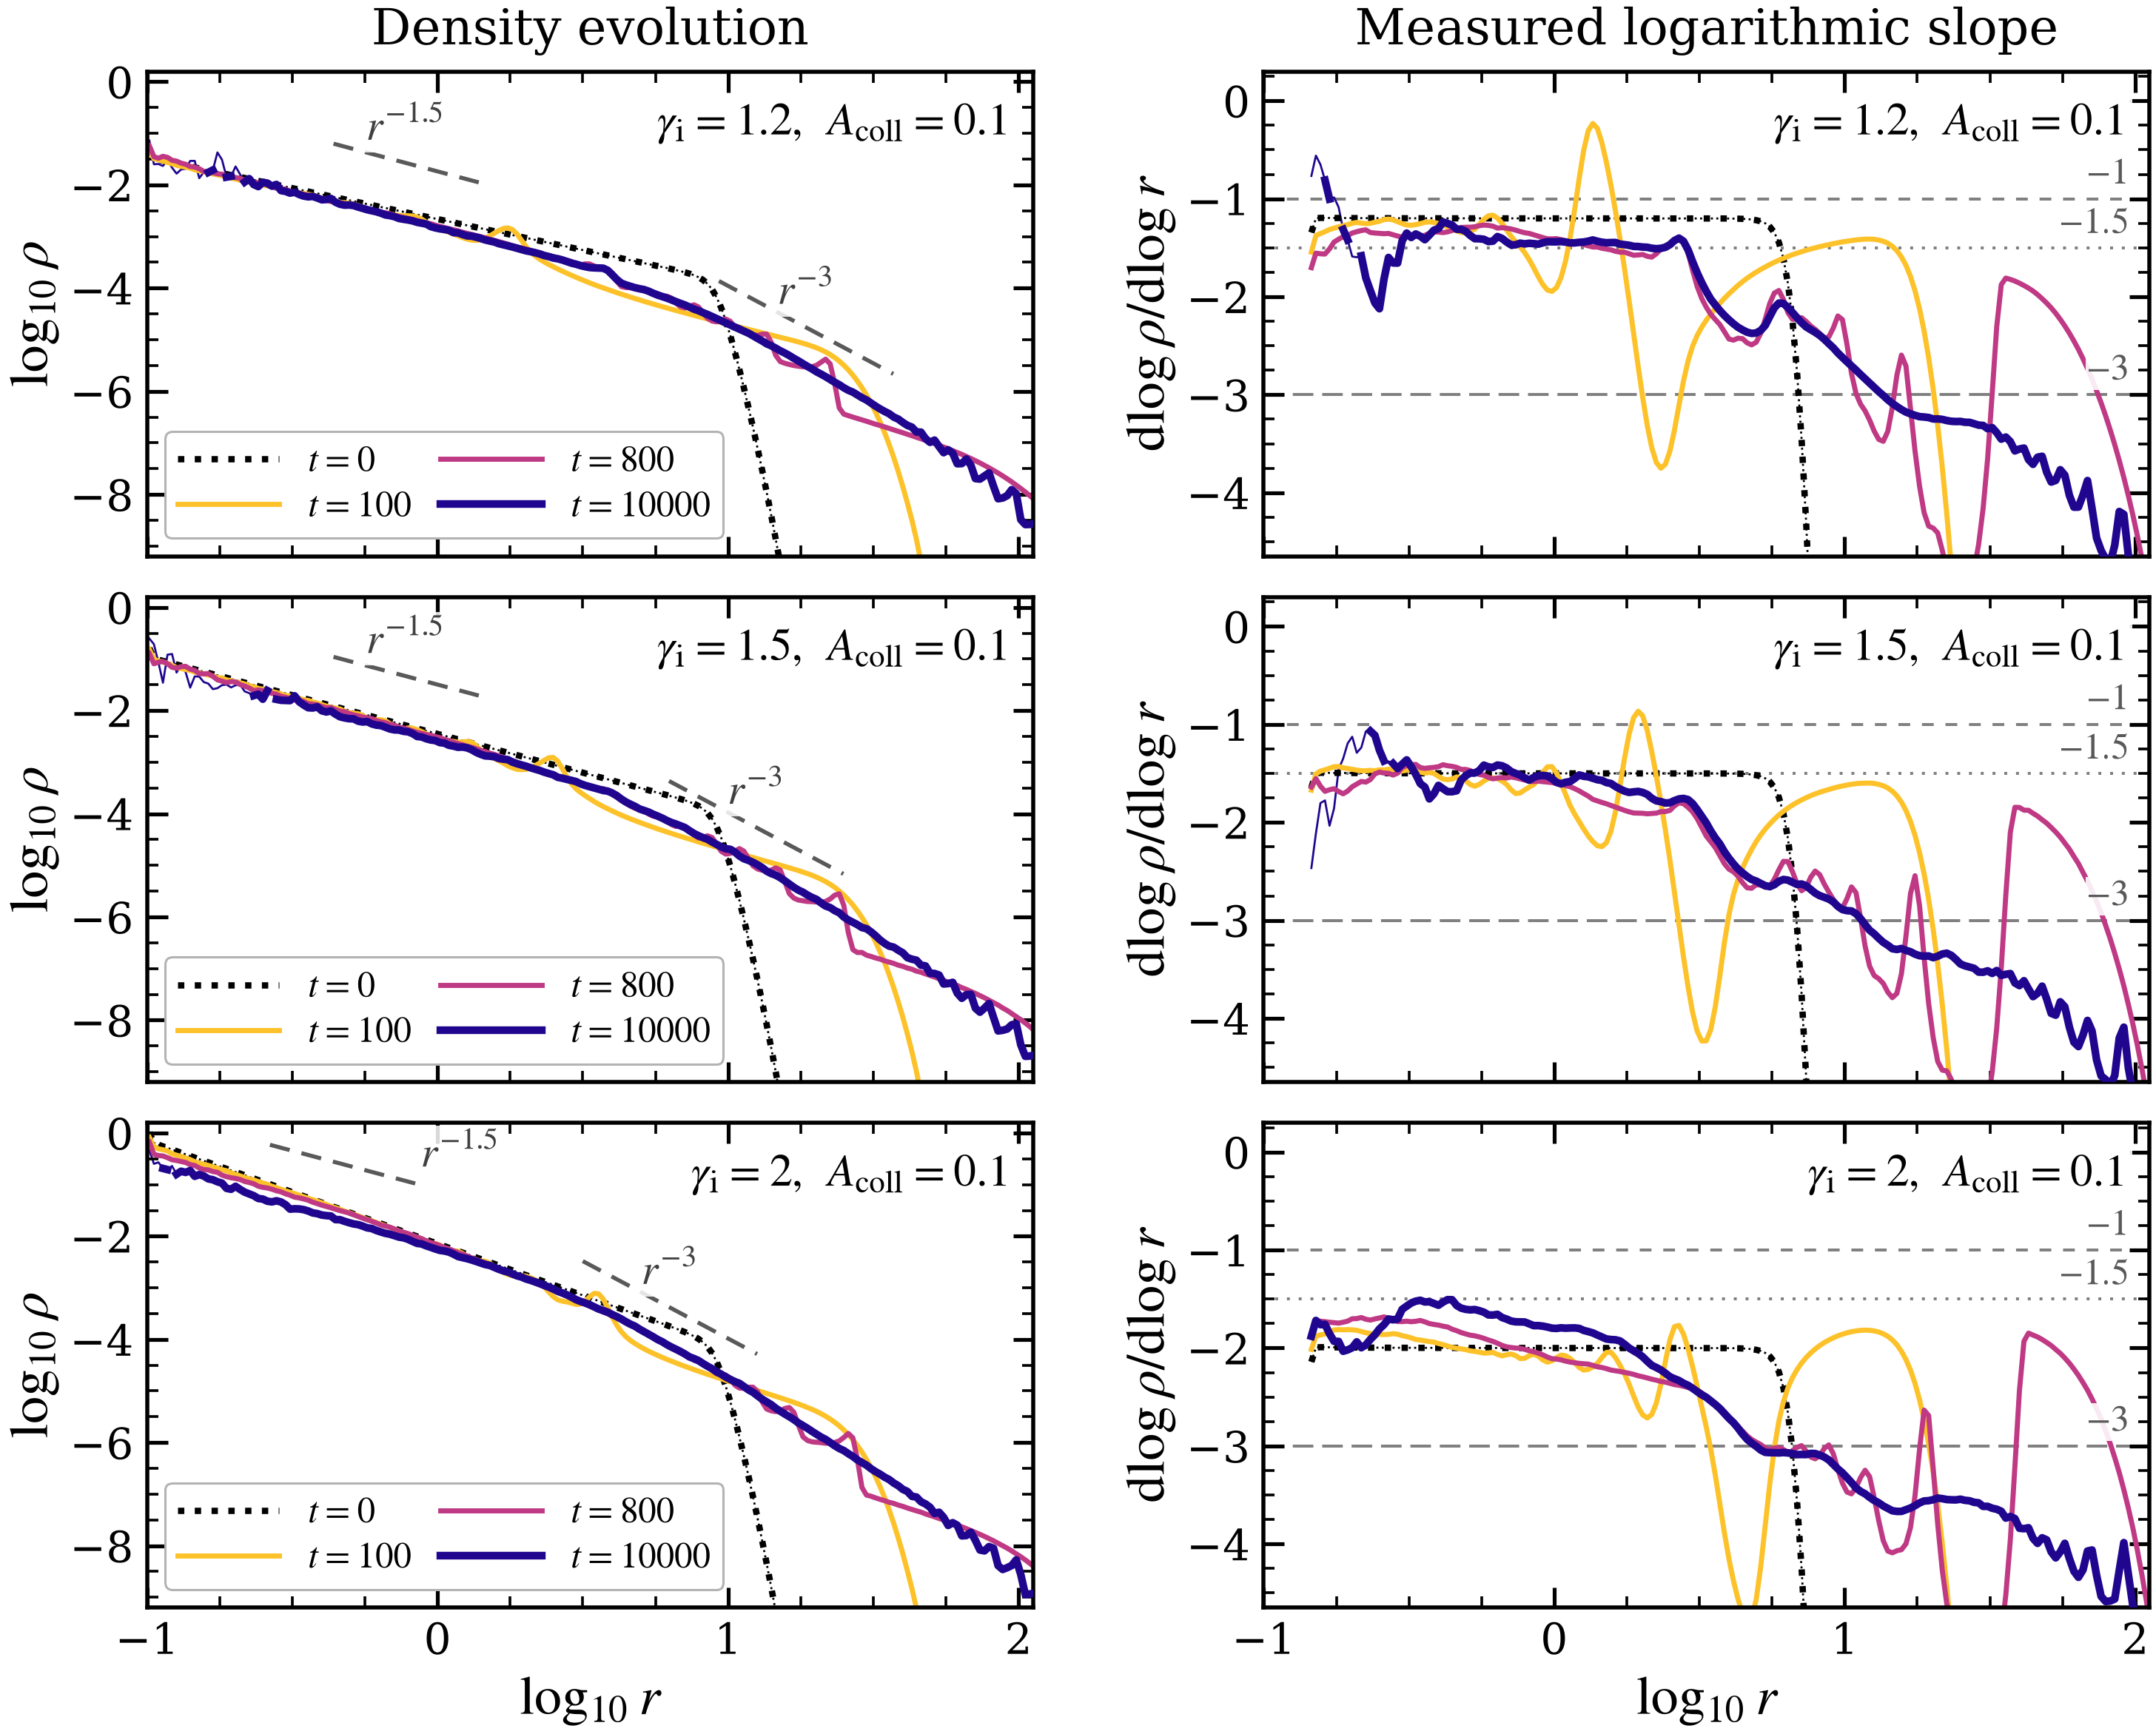 Density evolution
Measured logarithmic slope
γi = 1.2, Acoll = 0.1
r−1.5
r−3
0
−2
−4
−6
−8
log10 ρ
t = 0
t = 100
t = 800
t = 10000
γi = 1.2, Acoll = 0.1
−1
−1.5
−3
0
−1
−2
−3
−4
dlog ρ/dlog r
γi = 1.5, Acoll = 0.1
r−1.5
r−3
0
−2
−4
−6
−8
log10 ρ
t = 0
t = 100
t = 800
t = 10000
γi = 1.5, Acoll = 0.1
−1
−1.5
−3
0
−1
−2
−3
−4
dlog ρ/dlog r
γi = 2, Acoll = 0.1
r−1.5
r−3
0
−2
−4
−6
−8
log10 ρ
t = 0
t = 100
t = 800
t = 10000
−1
0
1
2
log10 r
γi = 2, Acoll = 0.1
−1
−1.5
−3
0
−1
−2
−3
−4
dlog ρ/dlog r
−1
0
1
2
log10 r